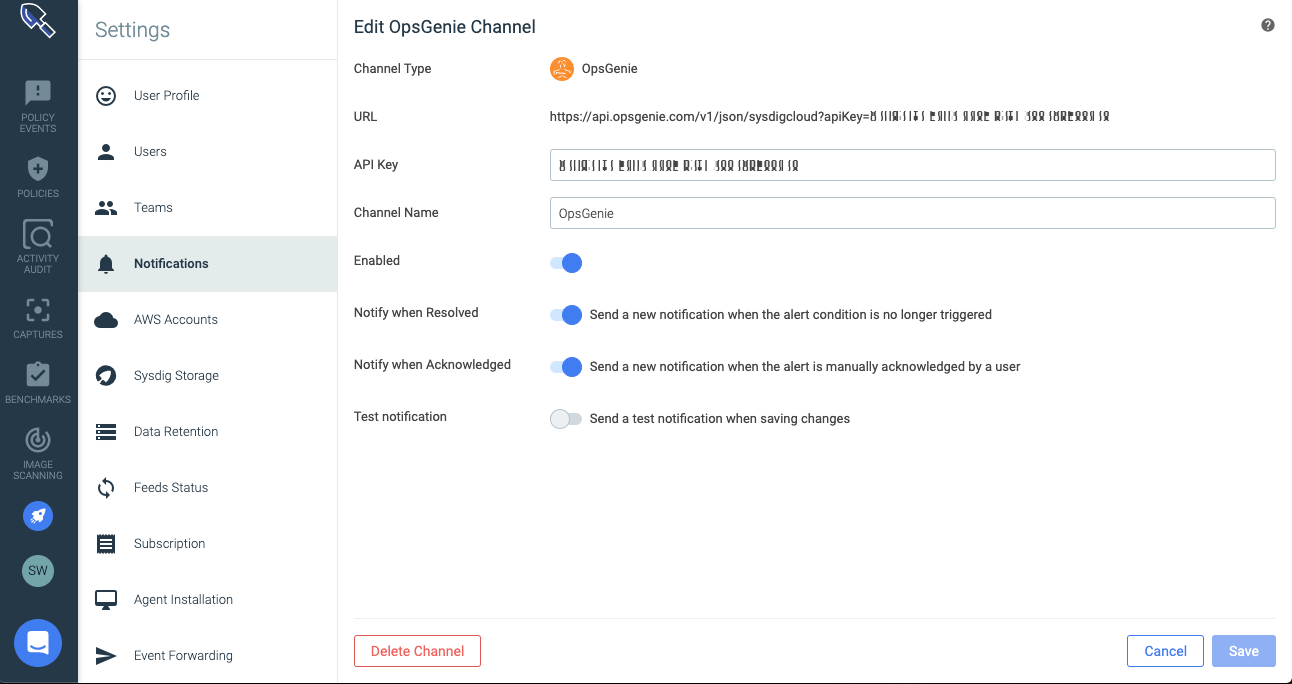 POLICY
EVENTS
POLICIES
ACTIVITY
AUDIT
CAPTURES
BENCHMARKS
IMAGE
SCANNING
SW
Settings
User Profile
Users
Teams
Notifications
AWS Accounts
Sysdig Storage
Data Retention
Feeds Status
Subscription
Agent Installation
Event Forwarding
Edit OpsGenie Channel
Channel Type OpsGenie
URL https://api.opsgenie.com/v1/json/sysdigcloud?apiKey=
API Key
Channel Name OpsGenie
Enabled
Notify when Resolved Send a new notification when the alert condition is no longer triggered
Notify when Acknowledged Send a new notification when the alert is manually acknowledged by a user
Test notification Send a test notification when saving changes
Delete Channel Cancel Save